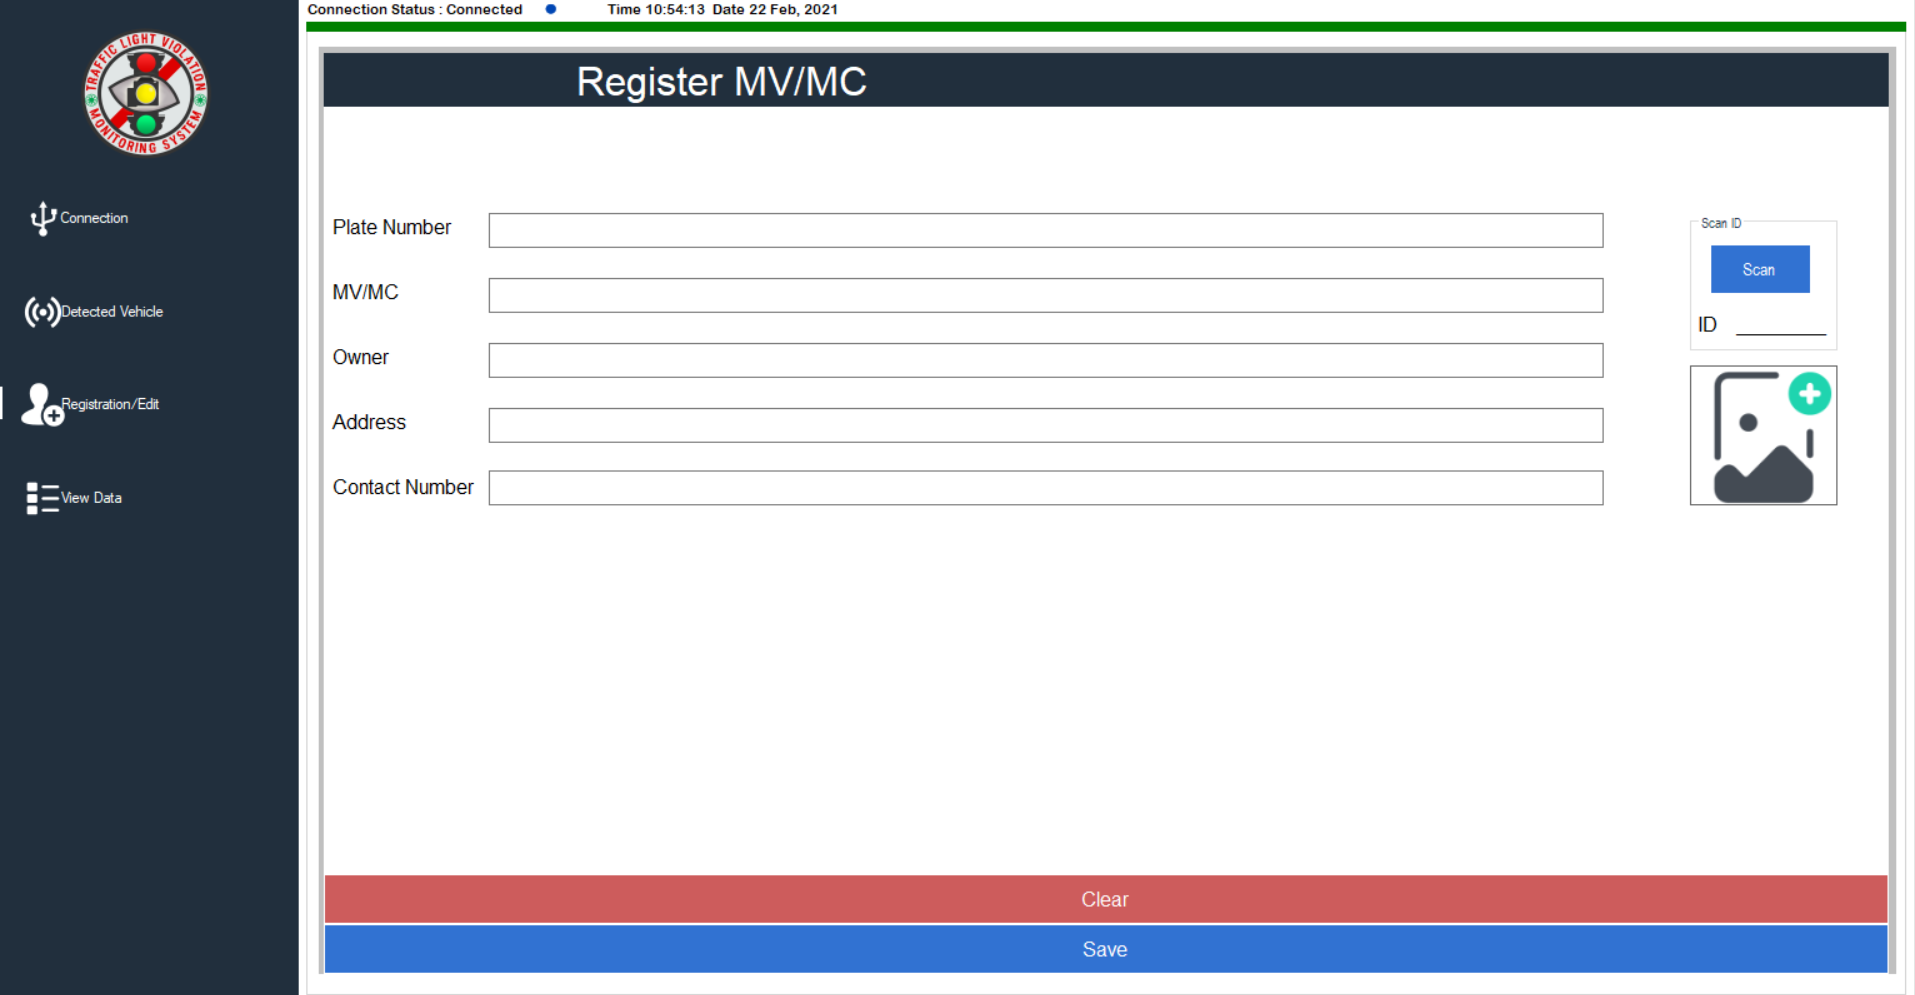 Connection Status : Connected Time 10:54:13 Date 22 Feb, 2021
TRAFFIC LIGHT VIOLATION
MONITORING SYSTEM
Connection
Detected Vehicle
Registration/Edit
View Data
Register MV/MC
Plate Number
MV/MC
Owner
Address
Contact Number
Scan ID
Scan
ID
Clear
Save